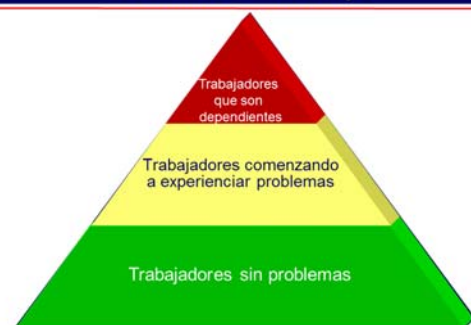 Trabajadores
que son
dependientes
Trabajadores comenzando
a experienciar problemas
Trabajadores sin problemas